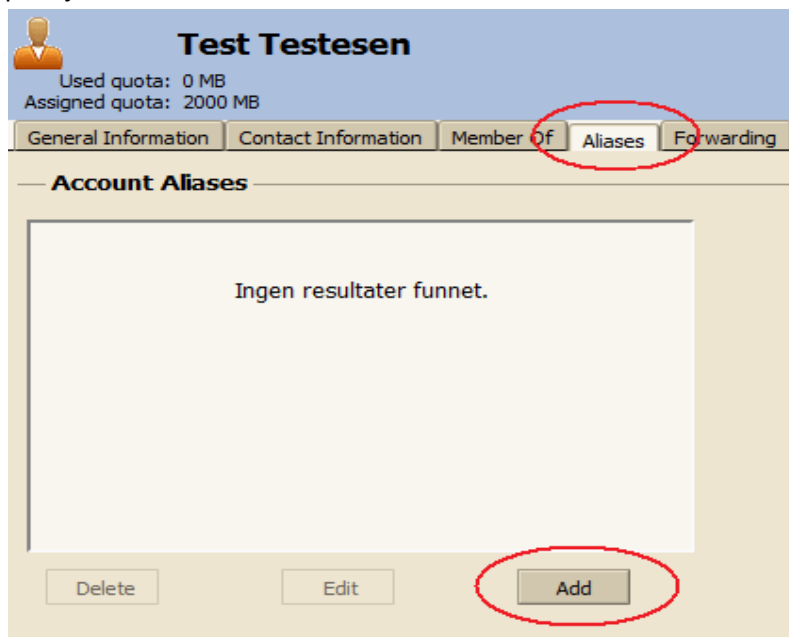 Test Testesen
Used quota: 0 MB
Assigned quota: 2000 MB
General Information Contact Information Member Of Aliases Forwarding
Account Aliases
Ingen resultater funnet.
Delete Edit Add